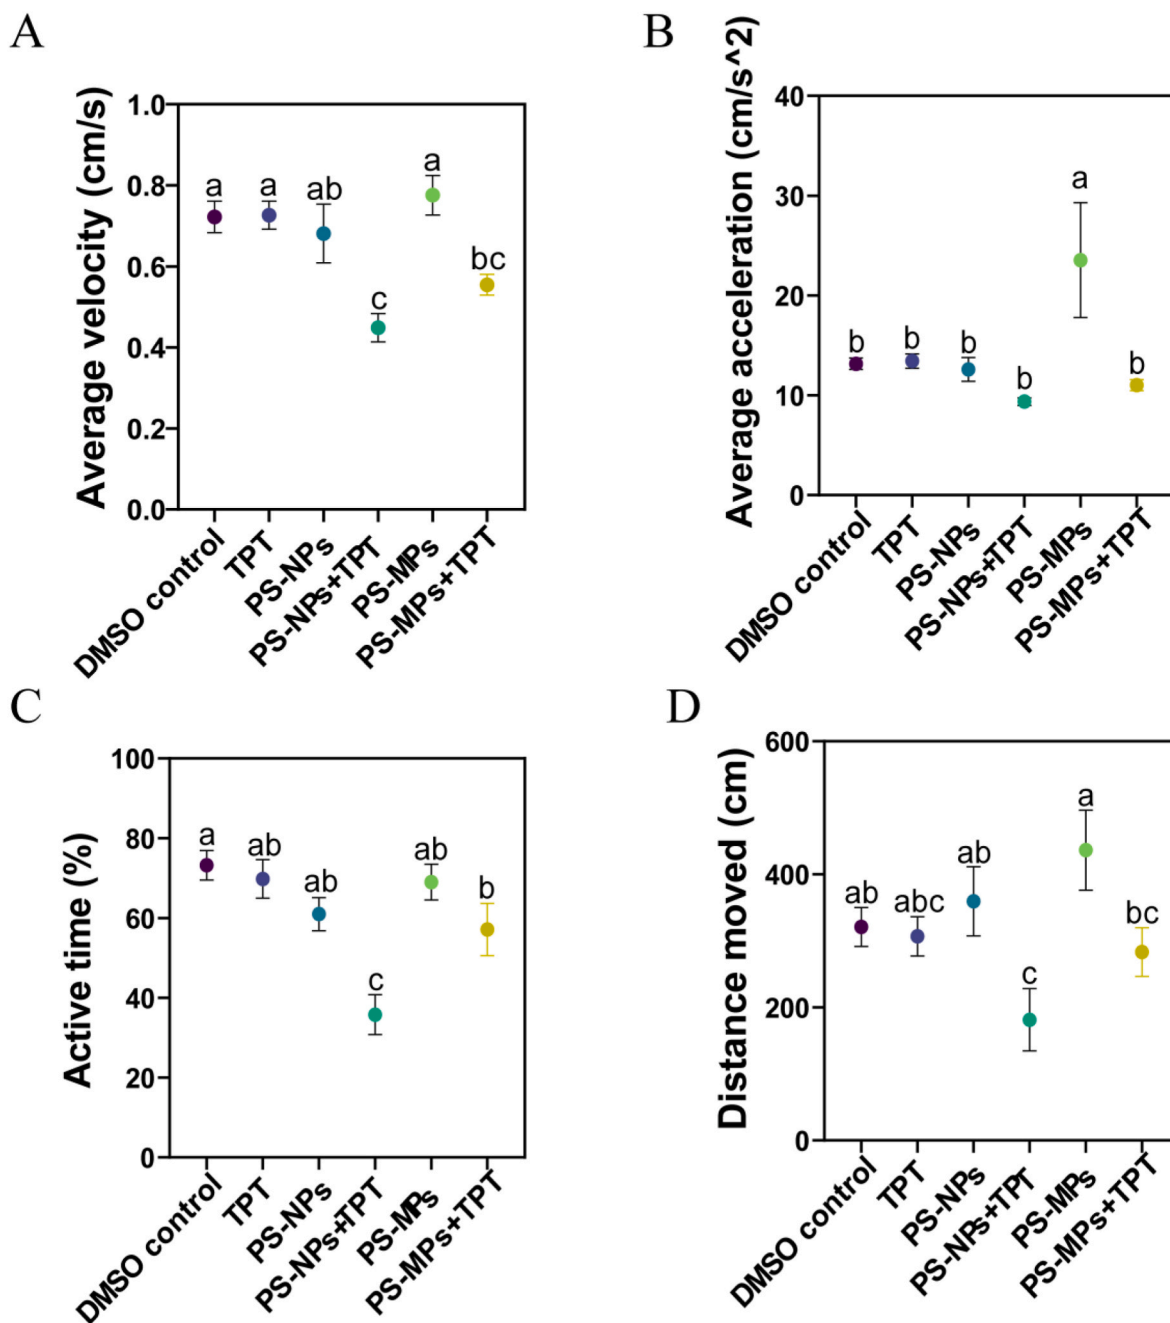 A
Average velocity (cm/s)
1.0
0.8
0.6
0.4
0.2
0.0
a
a
ab
c
a
bc
DMSO control
TPT
PS-NPs
PS-NPs+TPT
PS-MPs
PS-MPs+TPT
B
Average acceleration (cm/s^2)
40
30
20
10
0
b
b
b
b
a
b
DMSO control
TPT
PS-NPs
PS-NPs+TPT
PS-MPs
PS-MPs+TPT
C
Active time (%)
100
80
60
40
20
0
a
ab
ab
c
ab
b
DMSO control
TPT
PS-NPs
PS-NPs+TPT
PS-MPs
PS-MPs+TPT
D
Distance moved (cm)
600
400
200
0
ab
abc
ab
c
a
bc
DMSO control
TPT
PS-NPs
PS-NPs+TPT
PS-MPs
PS-MPs+TPT